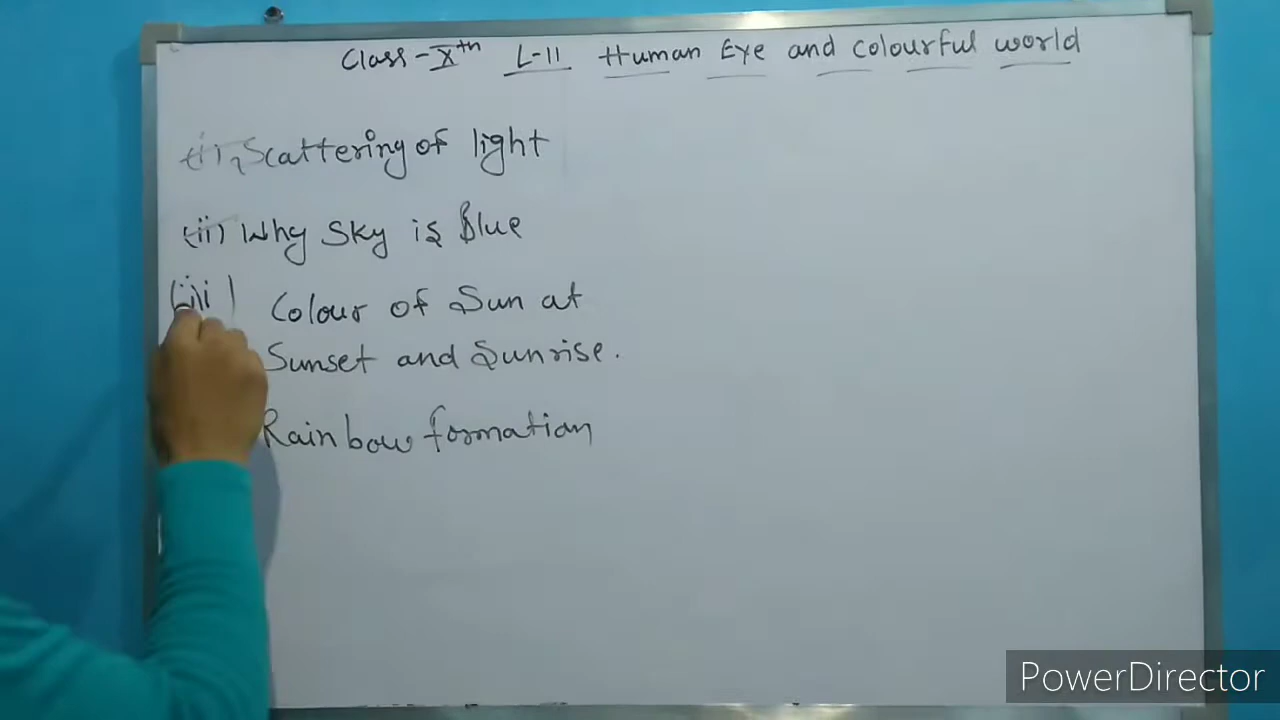 Class-Xth L-11 Human Eye and colourful world
(i) Scattering of light
(ii) Why Sky is Blue
(iii) Colour of Sun at
Sunset and Sunrise.
Rainbow formation
PowerDirector